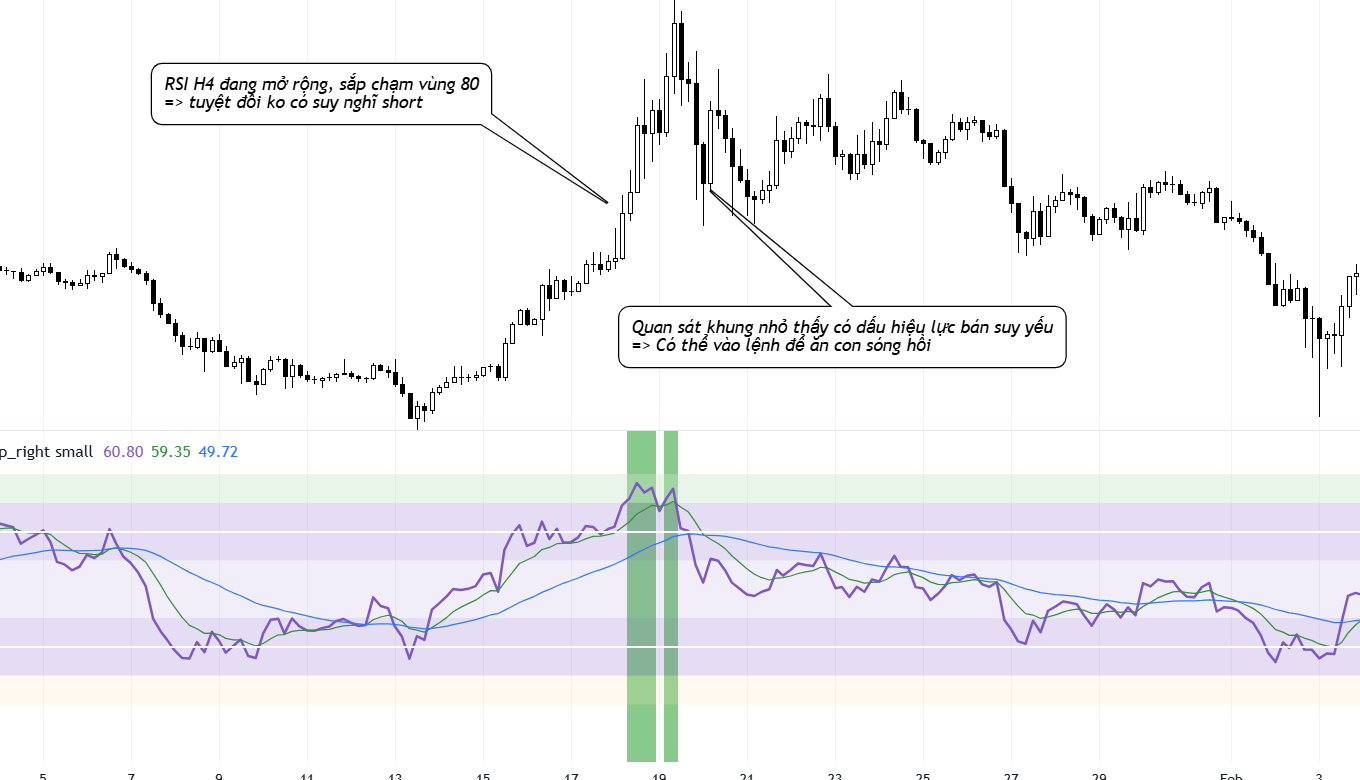 RSI H4 đang mở rộng, sắp chạm vùng 80
=> tuyệt đối ko có suy nghĩ short
Quan sát khung nhỏ thấy có dấu hiệu lực bán suy yếu
=> Có thể vào lệnh để ăn con sóng hồi
p_right small 60.80 59.35 49.72
5 7 9 11 13 15 17 19 21 23 25 27 29 Feb 3